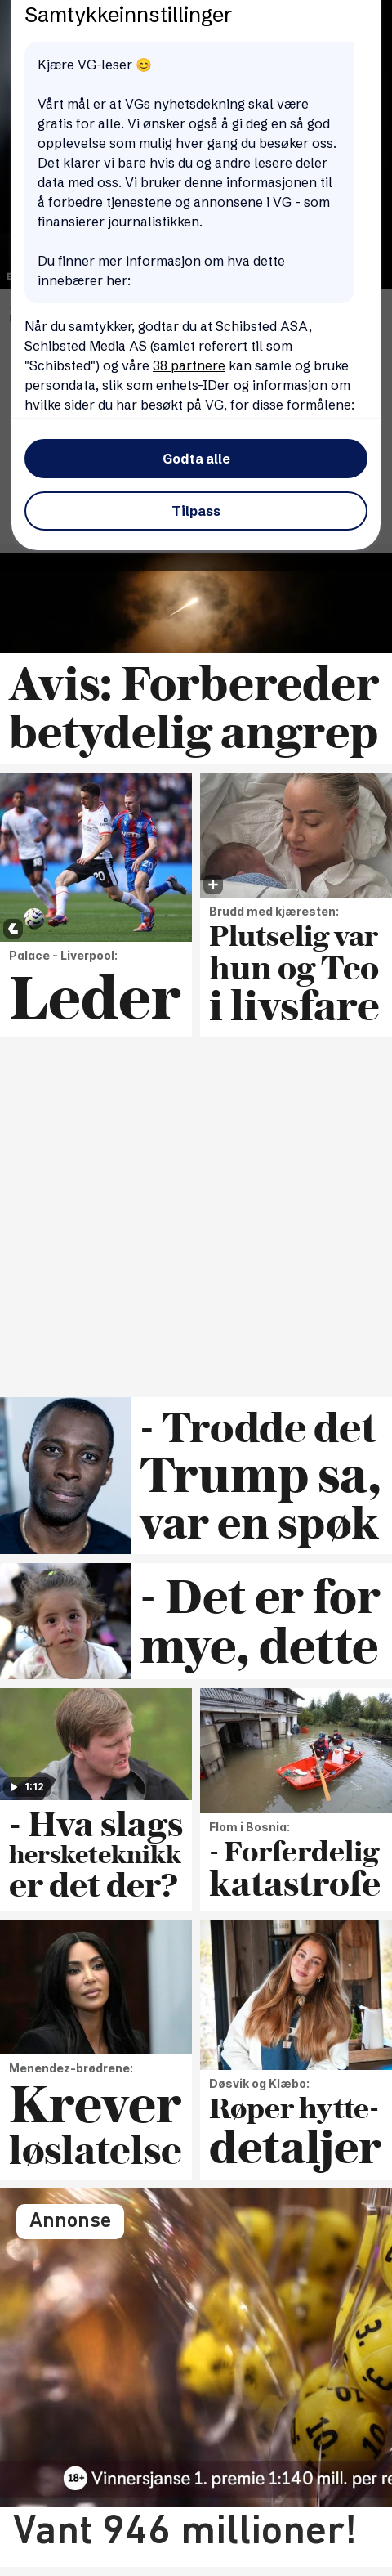 Samtykkeinnstillinger
Kjære VG-leser 😊
Vårt mål er at VGs nyhetsdekning skal være
gratis for alle. Vi ønsker også å gi deg en så god
opplevelse som mulig hver gang du besøker oss.
Det klarer vi bare hvis du og andre lesere deler
data med oss. Vi bruker denne informasjonen til
å forbedre tjenestene og annonsene i VG - som
finansierer journalistikken.
Du finner mer informasjon om hva dette
innebærer her:
Når du samtykker, godtar du at Schibsted ASA,
Schibsted Media AS (samlet referert til som
"Schibsted") og våre 38 partnere kan samle og bruke
persondata, slik som enhets-IDer og informasjon om
hvilke sider du har besøkt på VG, for disse formålene:
Godta alle
Tilpass
Avis: Forbereder
betydelig angrep
20
Palace - Liverpool:
Leder
Brudd med kjæresten:
Plutselig var
hun og Teo
i livsfare
- Trodde det
Trump sa,
var en spøk
- Det er for
mye, dette
1:12
- Hva slags
hersketeknikk
er det der?
Flom i Bosnia:
- Forferdelig
katastrofe
Menendez-brødrene:
Krever
løslatelse
Døsvik og Klæbo:
Røper hytte-
detaljer
Annonse
18+ Vinnersjanse 1. premie 1:140 mill. per re
Vant 946 millioner!